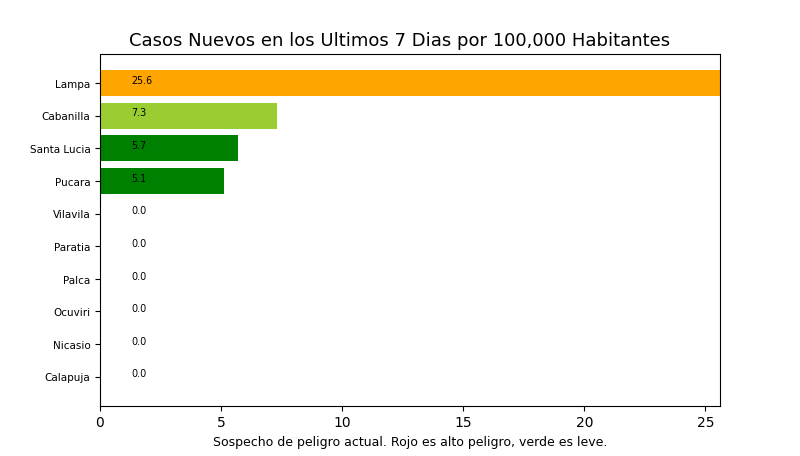 Casos Nuevos en los Ultimos 7 Dias por 100,000 Habitantes
Lampa 25.6
Cabanilla 7.3
Santa Lucia 5.7
Pucara 5.1
Vilavila 0.0
Paratia 0.0
Palca 0.0
Ocuviri 0.0
Nicasio 0.0
Calapuja 0.0
0 5 10 15 20 25
Sospecho de peligro actual. Rojo es alto peligro, verde es leve.